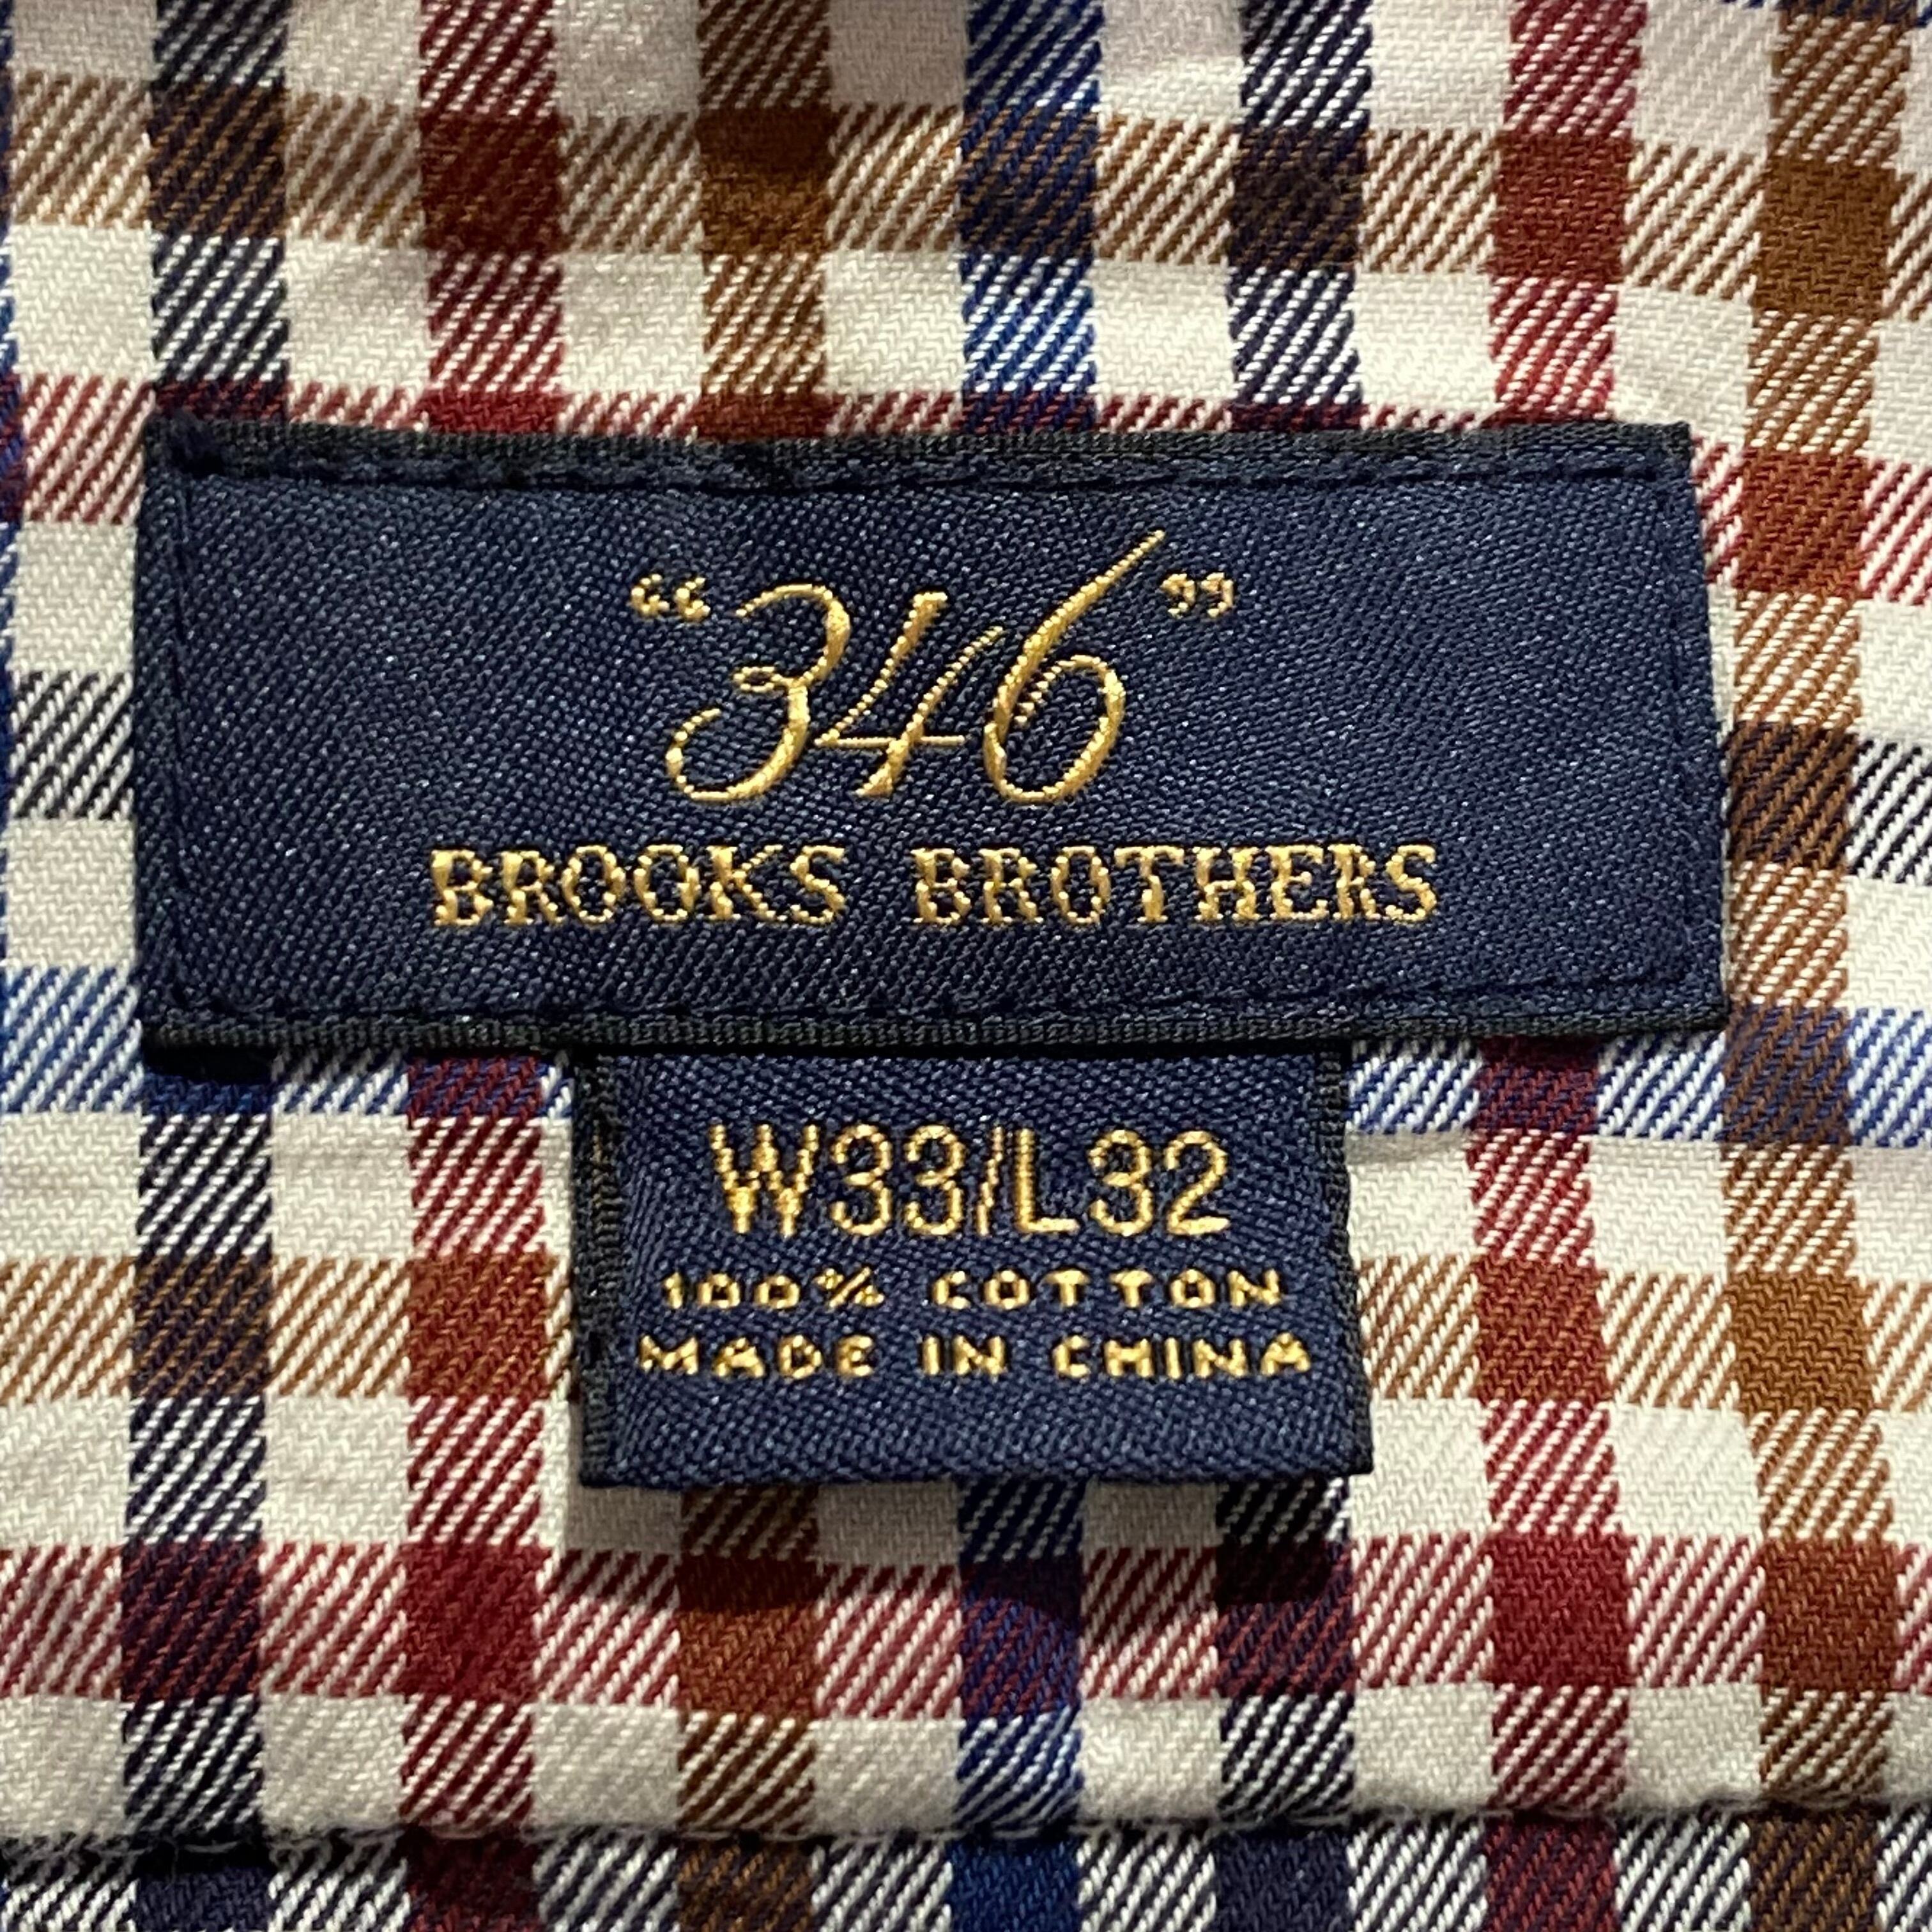 “346”
BROOKS BROTHERS
W33/L32
100% COTTON
MADE IN CHINA